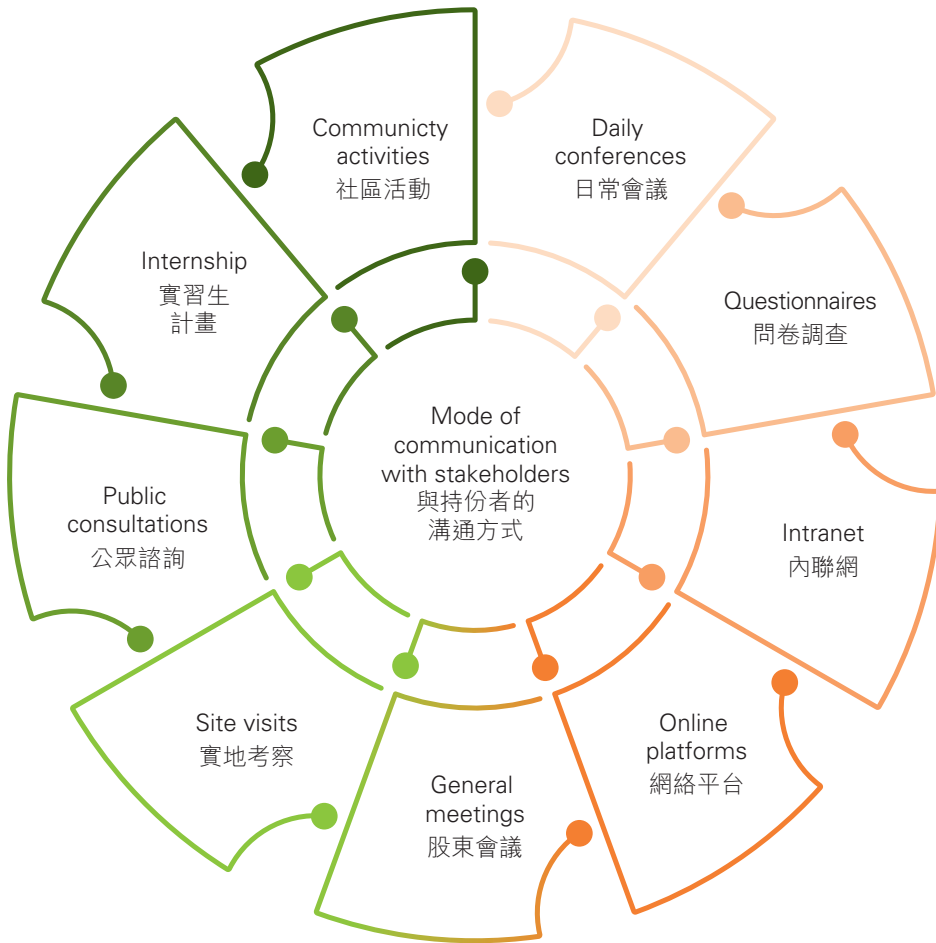 Communicty
activities
社區活動
Daily
conferences
日常會議
Questionnaires
問卷調查
Intranet
內聯網
Online
platforms
網絡平台
General
meetings
股東會議
Site visits
實地考察
Public
consultations
公眾諮詢
Internship
實習生
計畫
Mode of
communication
with stakeholders
與持份者的
溝通方式